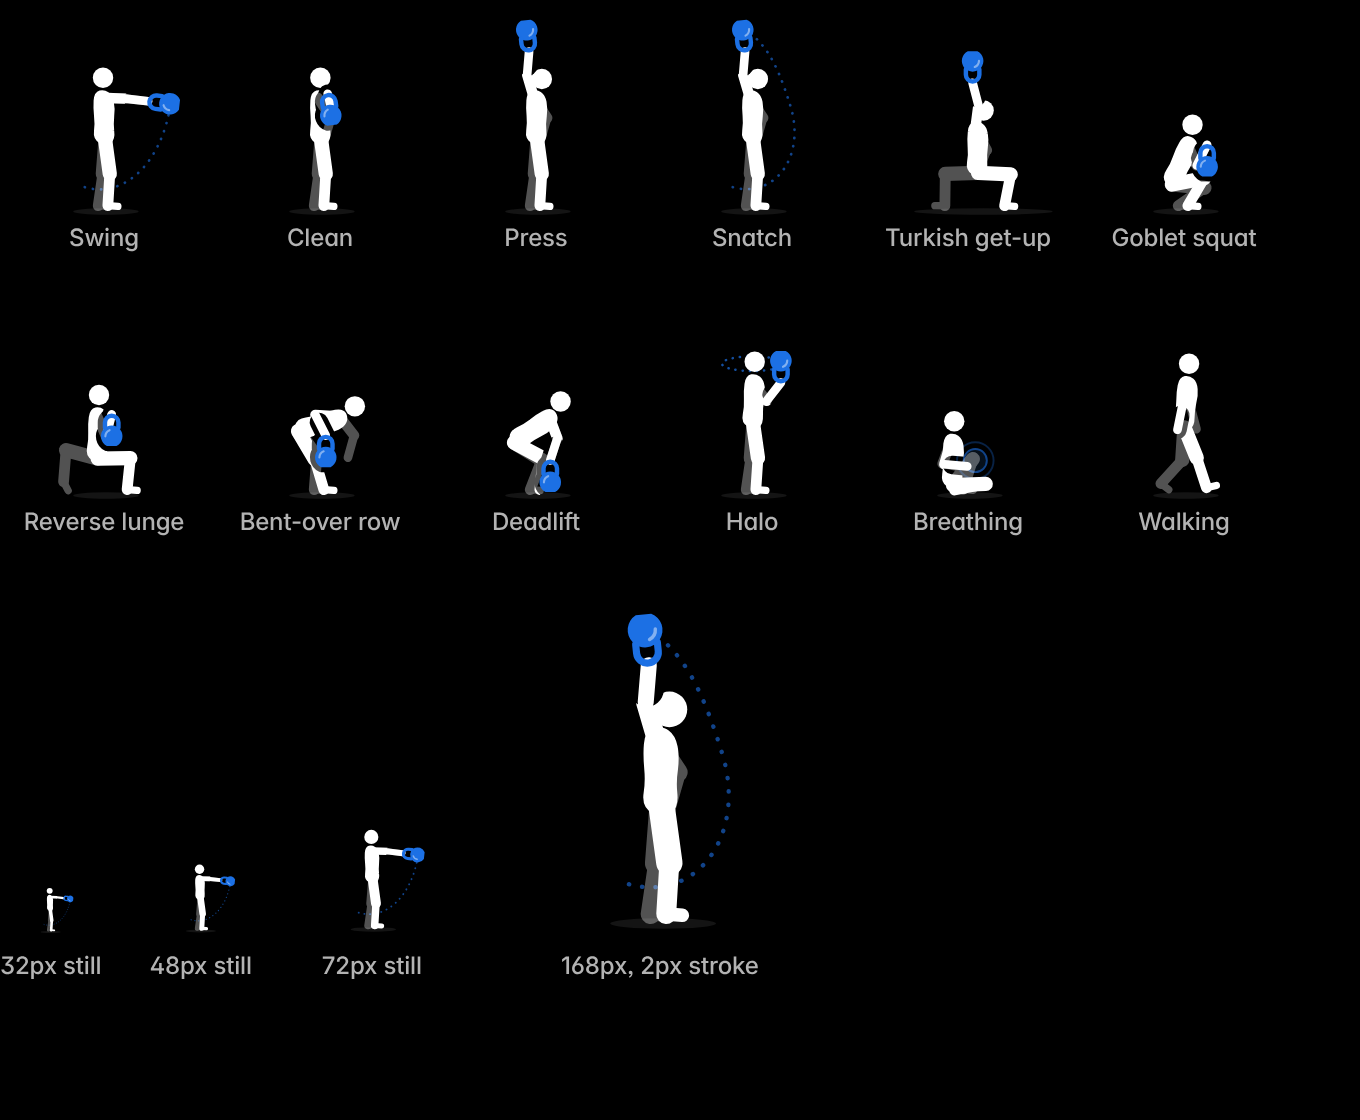 Swing
Clean
Press
Snatch
Turkish get-up
Goblet squat
Reverse lunge
Bent-over row
Deadlift
Halo
Breathing
Walking
32px still
48px still
72px still
168px, 2px stroke